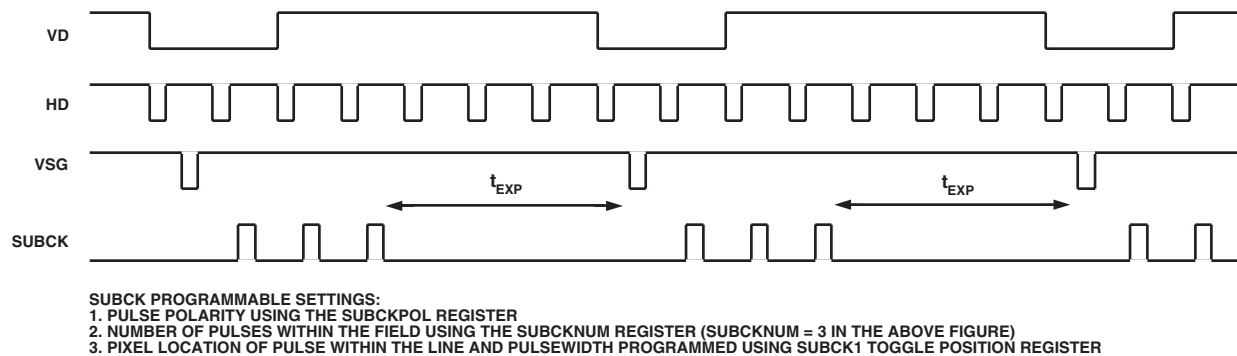 VD
HD
VSG
t_EXP t_EXP
SUBCK
SUBCK PROGRAMMABLE SETTINGS:
1. PULSE POLARITY USING THE SUBCKPOL REGISTER
2. NUMBER OF PULSES WITHIN THE FIELD USING THE SUBCKNUM REGISTER (SUBCKNUM = 3 IN THE ABOVE FIGURE)
3. PIXEL LOCATION OF PULSE WITHIN THE LINE AND PULSEWIDTH PROGRAMMED USING SUBCK1 TOGGLE POSITION REGISTER